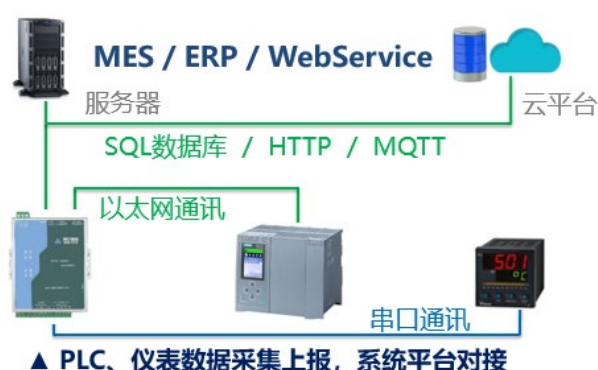 MES / ERP / WebService
服务器
云平台
SQL数据库 / HTTP / MQTT
以太网通讯
501
°C
串口通讯
▲ PLC、仪表数据采集上报，系统平台对接